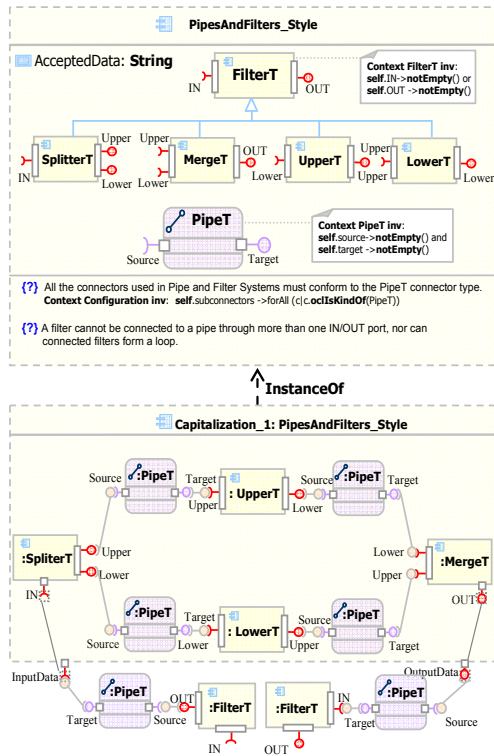 PipesAndFilters_Style
AcceptedData: String
FilterT
IN
OUT
Context FilterT inv:
self.IN->notEmpty() or
self.OUT ->notEmpty()
SplitterT
IN
Upper
Lower
MergeT
Upper
Lower
OUT
UpperT
Lower
Upper
LowerT
Upper
Lower
PipeT
Source
Target
Context PipeT inv:
self.source->notEmpty() and
self.target ->notEmpty()
{?} All the connectors used in Pipe and Filter Systems must conform to the PipeT connector type.
Context Configuration inv: self.subconnectors ->forAll (c|c.oclIsKindOf(PipeT))
{?} A filter cannot be connected to a pipe through more than one IN/OUT port, nor can
connected filters form a loop.
InstanceOf
Capitalization_1: PipesAndFilters_Style
Source
:PipeT
Target
Upper
: UpperT
Lower
Source
:PipeT
Target
:SpliterT
Upper
Lower
IN
Lower
Upper
:MergeT
OUT
:PipeT
Source
Target
Lower
: LowerT
Upper
Source
:PipeT
Target
InputData
OutputData
:PipeT
Target
Source
OUT
:FilterT
IN
:FilterT
OUT
IN
:PipeT
Target
Source